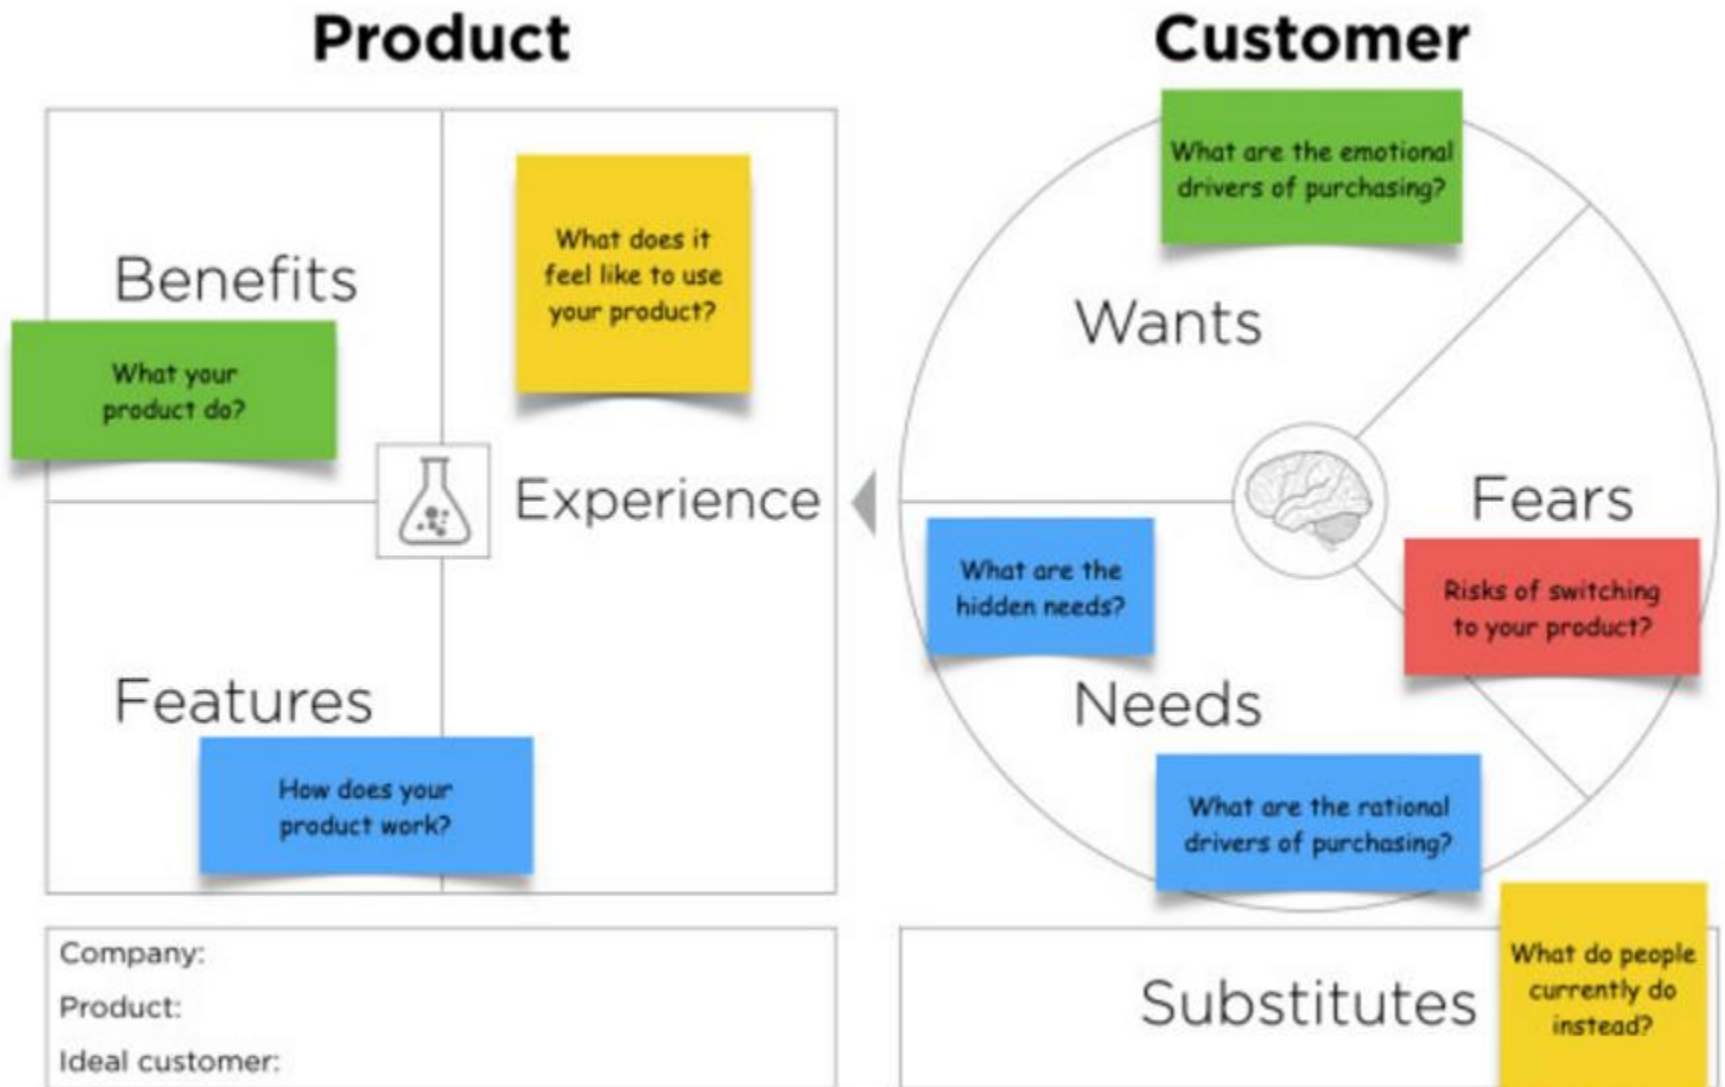 Product
Benefits
What your
product do?
What does it
feel like to use
your product?
Experience
Features
How does your
product work?
Company:
Product:
Ideal customer:
Customer
What are the emotional
drivers of purchasing?
Wants
Fears
Risks of switching
to your product?
What are the
hidden needs?
Needs
What are the rational
drivers of purchasing?
Substitutes
What do people
currently do
instead?